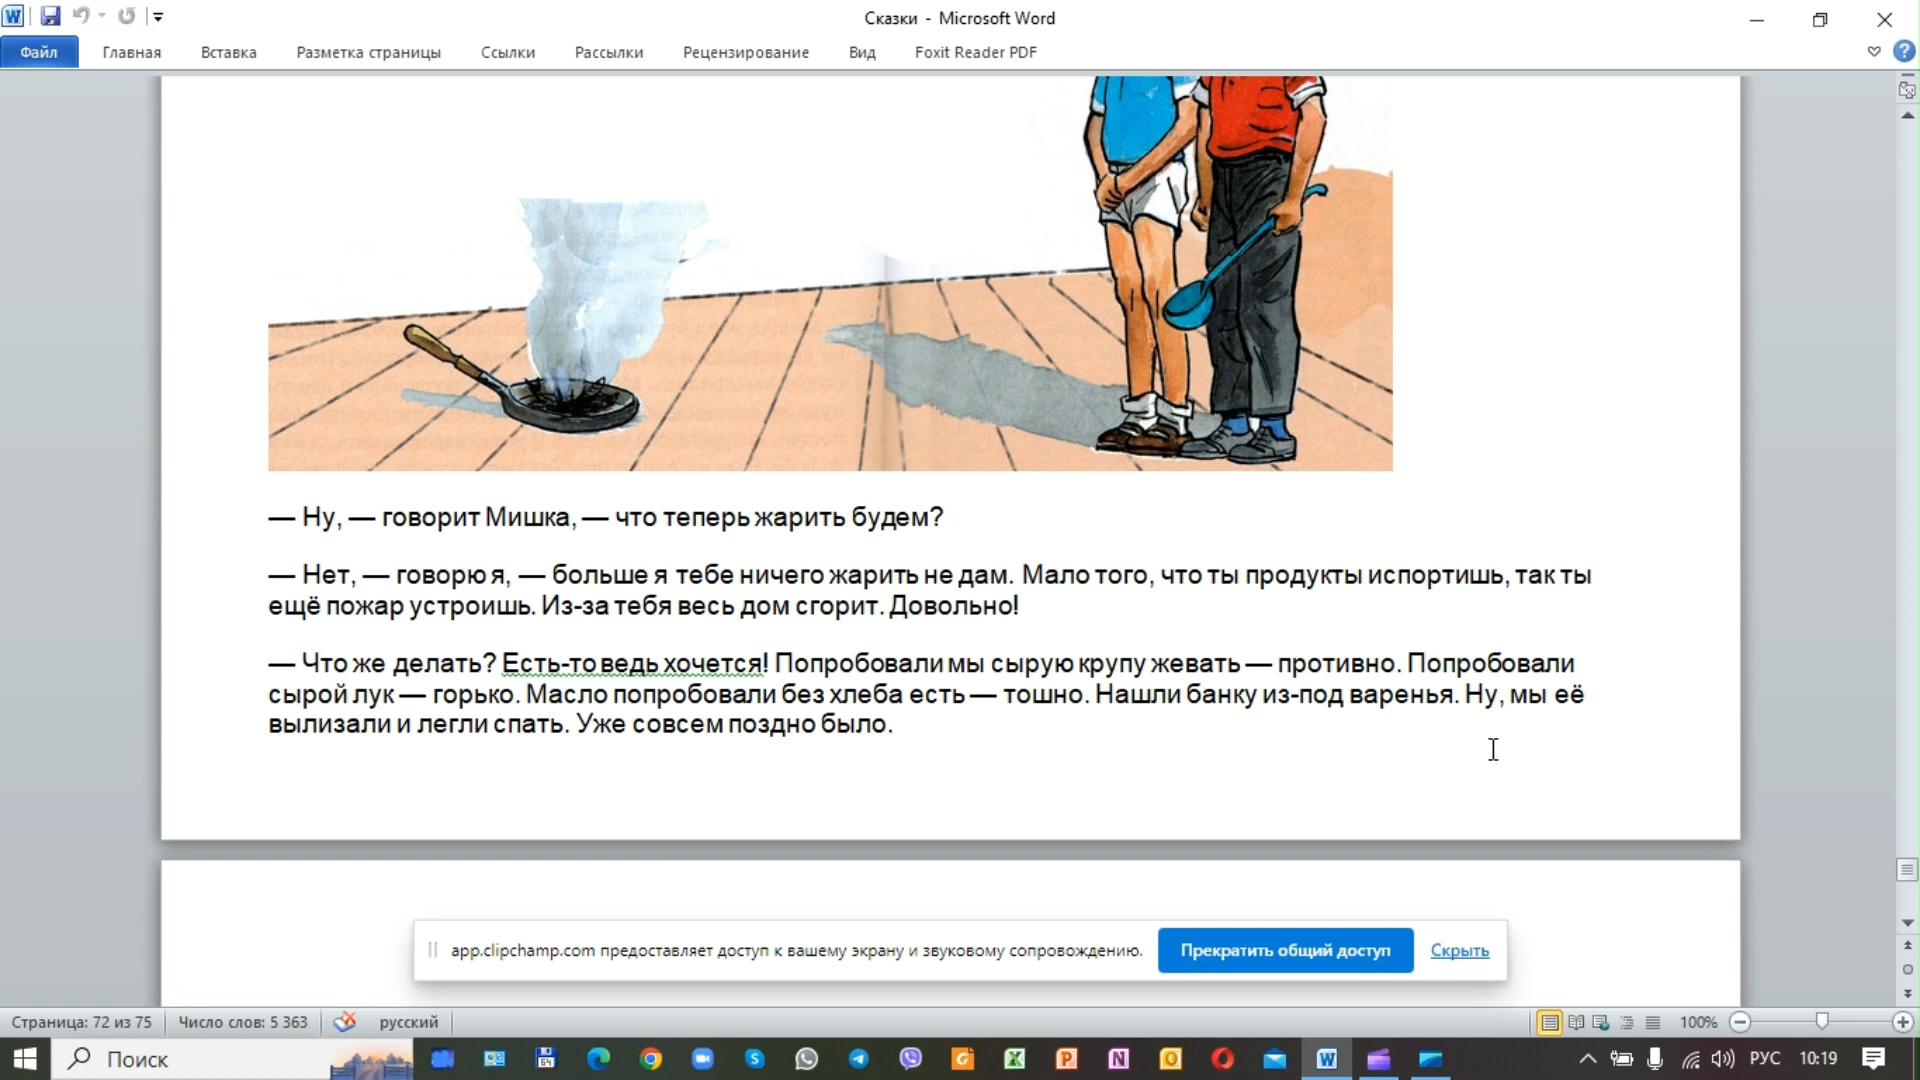 Сказки - Microsoft Word
Файл
Главная
Вставка
Разметка страницы
Ссылки
Рассылки
Рецензирование
Вид
Foxit Reader PDF
— Ну, — говорит Мишка, — что теперь жарить будем?
— Нет, — говорю я, — больше я тебе ничего жарить не дам. Мало того, что ты продукты испортишь, так ты
ещё пожар устроишь. Из-за тебя весь дом сгорит. Довольно!
— Что же делать? Есть-то ведь хочется! Попробовали мы сырую крупу жевать — противно. Попробовали
сырой лук — горько. Масло попробовали без хлеба есть — тошно. Нашли банку из-под варенья. Ну, мы её
вылизали и легли спать. Уже совсем поздно было.
app.clipchamp.com предоставляет доступ к вашему экрану и звуковому сопровождению.
Прекратить общий доступ
Скрыть
Страница: 72 из 75
Число слов: 5 363
русский
100%
Поиск
РУС
10:19